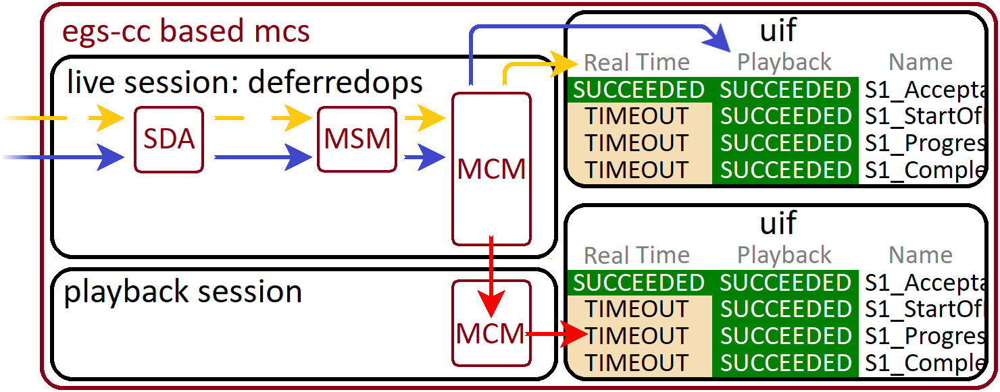 egs-cc based mcs
live session: deferredops
SDA
MSM
MCM
uif
Real Time Playback Name
SUCCEEDED SUCCEEDED S1_Accepta
TIMEOUT SUCCEEDED S1_StartOf
TIMEOUT SUCCEEDED S1_Progres
TIMEOUT SUCCEEDED S1_Comple
playback session
MCM
uif
Real Time Playback Name
SUCCEEDED SUCCEEDED S1_Accepta
TIMEOUT SUCCEEDED S1_StartOf
TIMEOUT SUCCEEDED S1_Progres
TIMEOUT SUCCEEDED S1_Comple